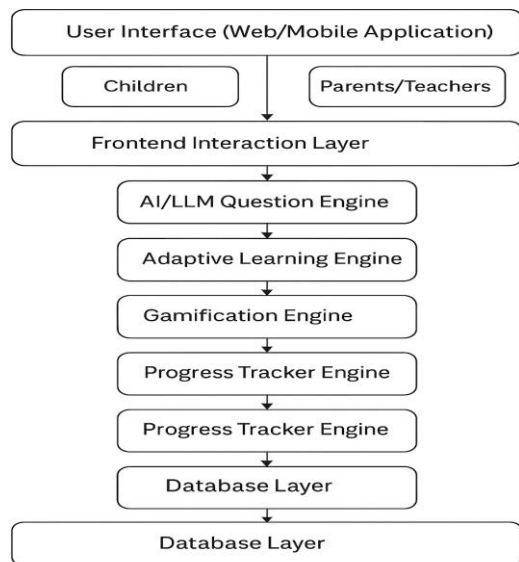 User Interface (Web/Mobile Application)
Children
Parents/Teachers
Frontend Interaction Layer
AI/LLM Question Engine
Adaptive Learning Engine
Gamification Engine
Progress Tracker Engine
Progress Tracker Engine
Database Layer
Database Layer